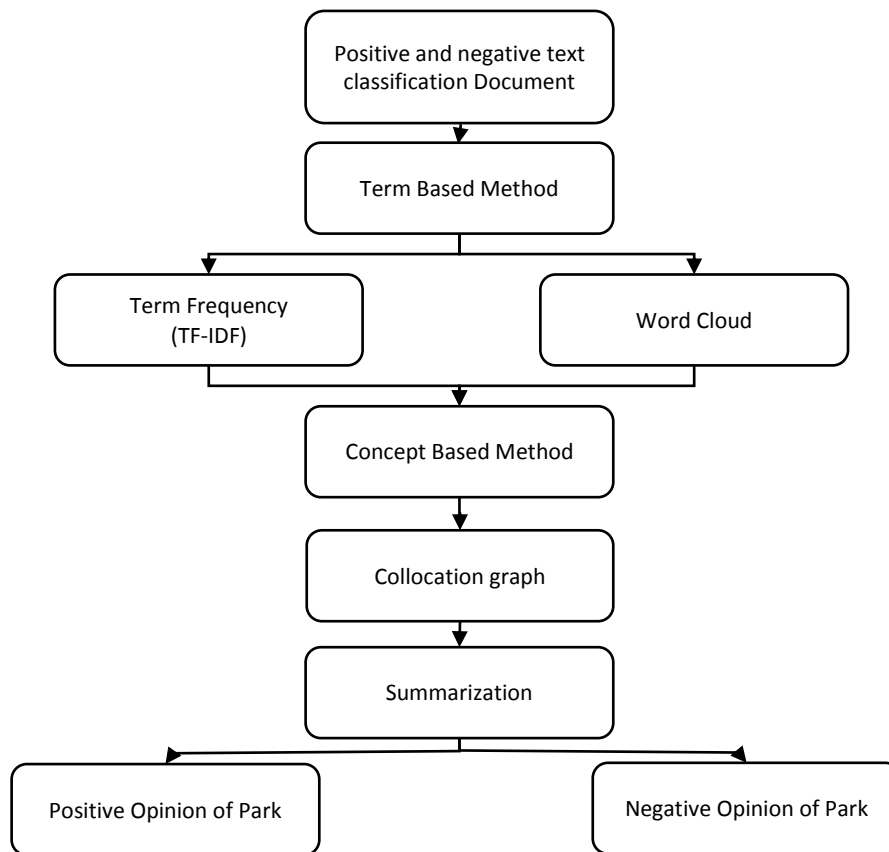 Positive and negative text
classification Document
Term Based Method
Term Frequency
(TF-IDF)
Word Cloud
Concept Based Method
Collocation graph
Summarization
Positive Opinion of Park
Negative Opinion of Park